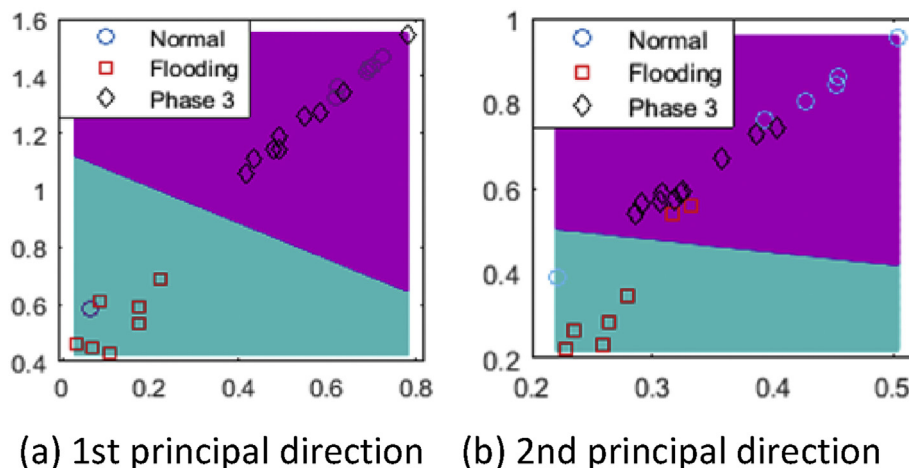 1.6
1.4
1.2
1
0.8
0.6
0.4
0 0.2 0.4 0.6 0.8
Normal
Flooding
Phase 3
(a) 1st principal direction
1
0.8
0.6
0.4
0.2
0.2 0.3 0.4 0.5
Normal
Flooding
Phase 3
(b) 2nd principal direction